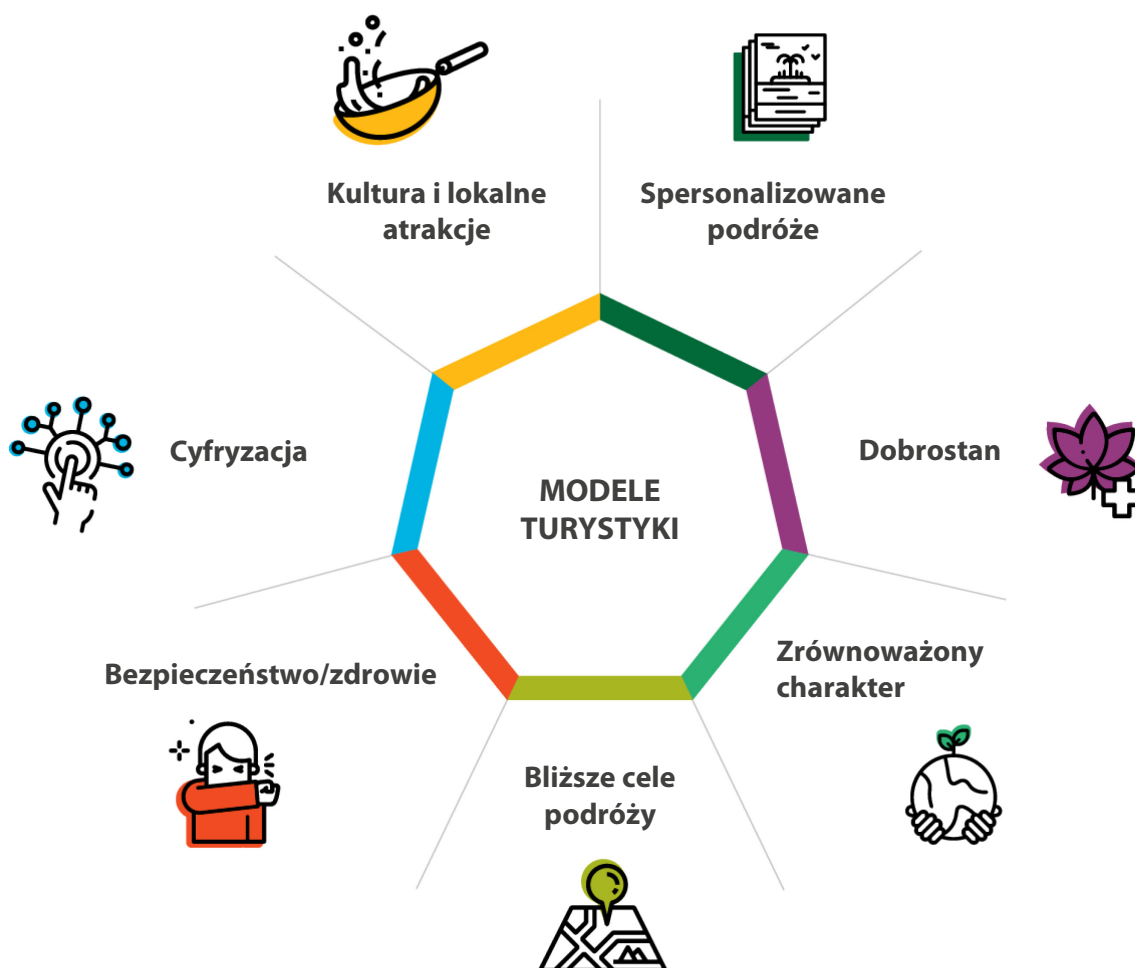 Kultura i lokalne
atrakcje
Spersonalizowane
podróże
Cyfryzacja
Dobrostan
MODELE
TURYSTYKI
Bezpieczeństwo/zdrowie
Zrównoważony
charakter
Bliższe cele
podróży